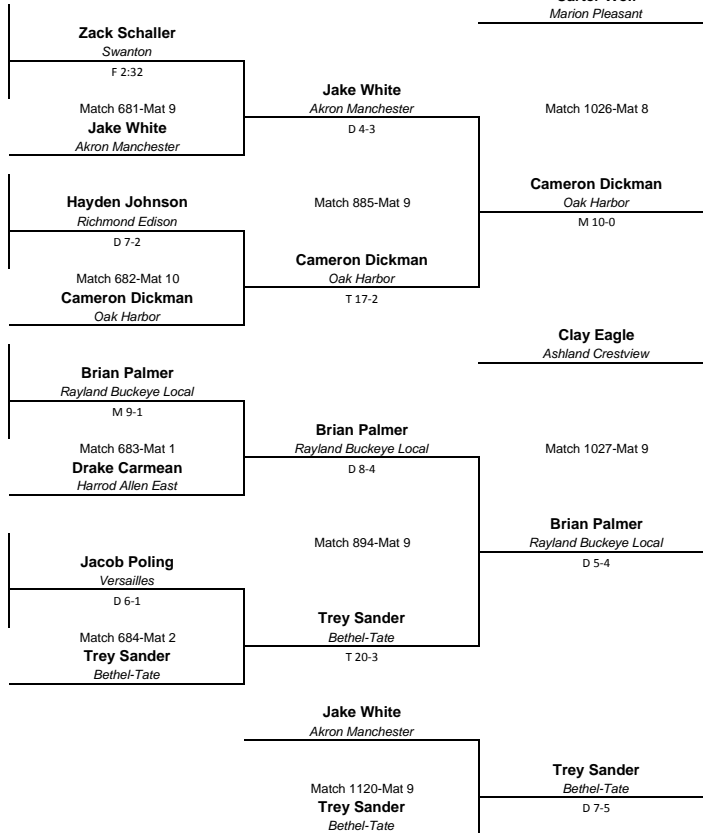 Marion Pleasant
Zack Schaller
Swanton
F 2:32
Jake White
Match 681-Mat 9
Akron Manchester
Match 1026-Mat 8
Jake White
D 4-3
Akron Manchester
Cameron Dickman
Hayden Johnson
Match 885-Mat 9
Oak Harbor
Richmond Edison
M 10-0
D 7-2
Cameron Dickman
Match 682-Mat 10
Oak Harbor
Cameron Dickman
T 17-2
Oak Harbor
Clay Eagle
Ashland Crestview
Brian Palmer
Rayland Buckeye Local
M 9-1
Brian Palmer
Match 683-Mat 1
Rayland Buckeye Local
Match 1027-Mat 9
Drake Carmean
D 8-4
Harrod Allen East
Brian Palmer
Match 894-Mat 9
Rayland Buckeye Local
Jacob Poling
D 5-4
Versailles
D 6-1
Trey Sander
Match 684-Mat 2
Bethel-Tate
Trey Sander
T 20-3
Bethel-Tate
Jake White
Akron Manchester
Trey Sander
Match 1120-Mat 9
Bethel-Tate
Trey Sander
D 7-5
Bethel-Tate